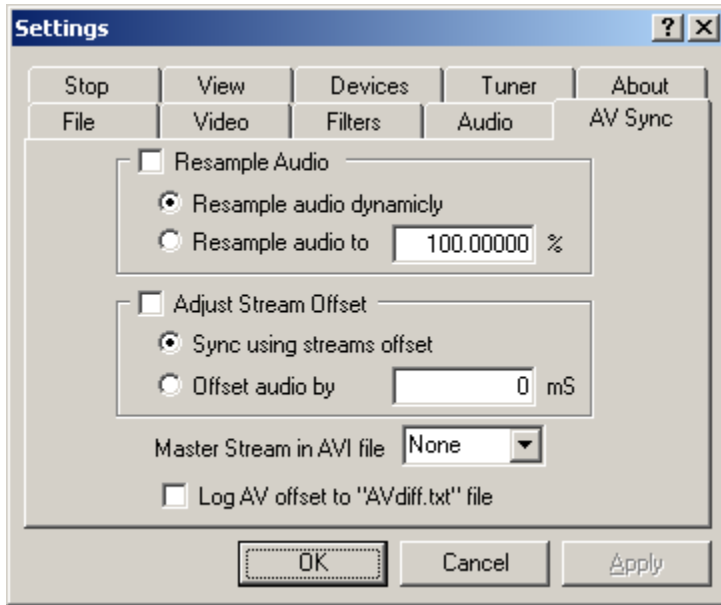 Settings
Stop View Devices Tuner About
File Video Filters Audio AV Sync
Resample Audio
Resample audio dynamicly
Resample audio to 100.00000 %
Adjust Stream Offset
Sync using streams offset
Offset audio by 0 mS
Master Stream in AVI file None
Log AV offset to "AVdiff.txt" file
OK Cancel Apply